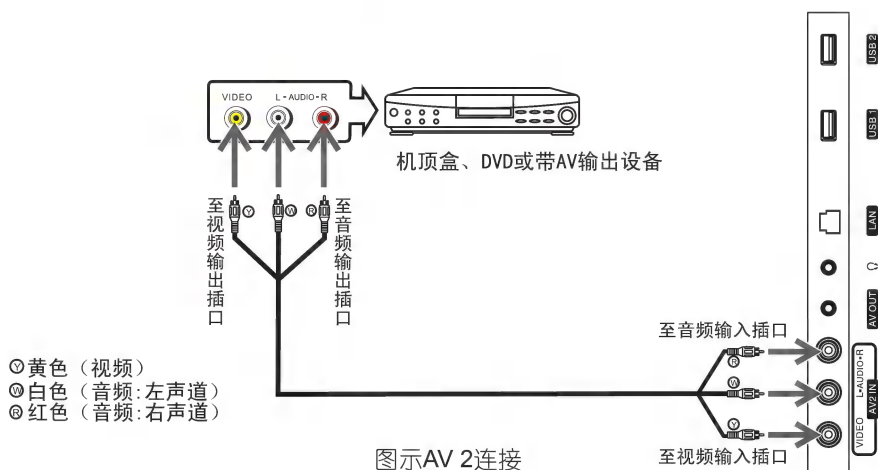 VIDEO L-AUDIO-R
机顶盒、DVD或带AV输出设备
至视频输出插口
Ⓨ
Ⓦ
Ⓡ
至音频输出插口
Ⓨ黄色（视频）
Ⓦ白色（音频:左声道）
Ⓡ红色（音频:右声道）
USB 2
USB 1
LAN
AV OUT
至音频输入插口
Ⓡ
Ⓦ
Ⓨ
至视频输入插口
VIDEO L-AUDIO-R
AV2 IN
图示AV 2连接